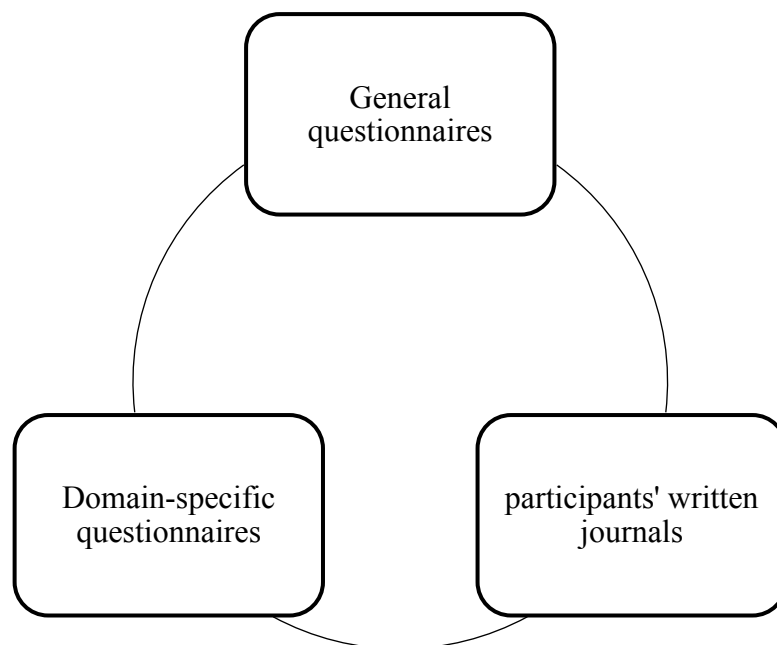 General
questionnaires
Domain-specific
questionnaires
participants' written
journals